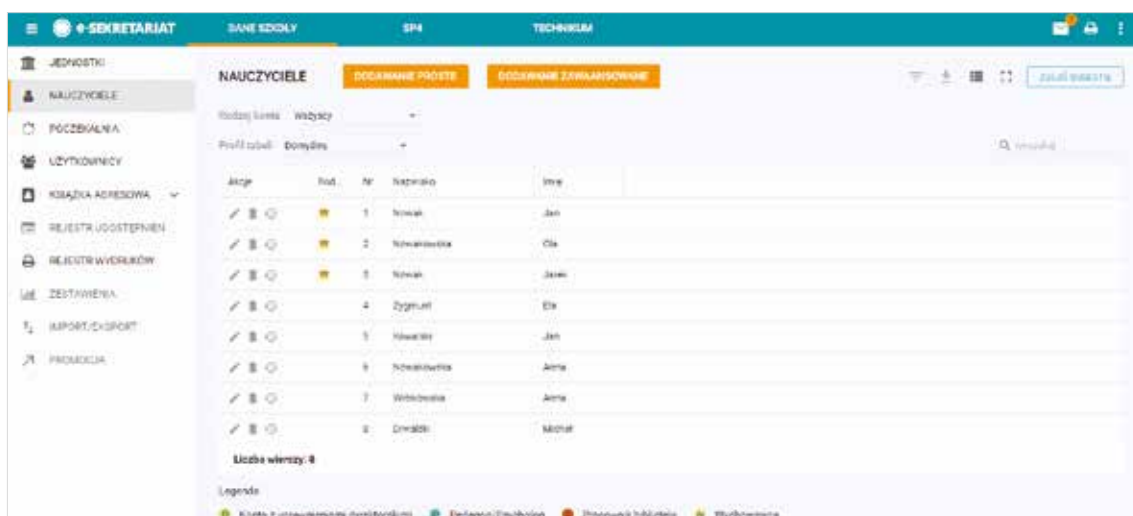 e-SEKRETARIAT DANE SZKOŁY SP4 TECHNIKUM
JEDNOSTKI
NAUCZYCIELE DODAWANIE PROSTE DODAWANIE ZAAWANSOWANE
NAUCZYCIELE
Rodzaj konta Wszyscy
POCZEKALNIA
Profil tabeli Domyślny
UŻYTKOWNICY
KSIĄŻKA ADRESOWA
Akcje Rod... Nr Nazwisko Imię
1 Nowak Jan
REJESTR UDOSTĘPNIEŃ
2 Nowakowska Ola
REJESTR WYDRUKÓW
3 Nowak Jarek
ZESTAWIENIA
4 Zygmunt Ela
IMPORT/EKSPORT
5 Kowalski Jan
PROMOCJA
6 Nowakowska Anna
7 Wiśniewska Anna
8 Michał
Liczba wierszy: 8
Legenda